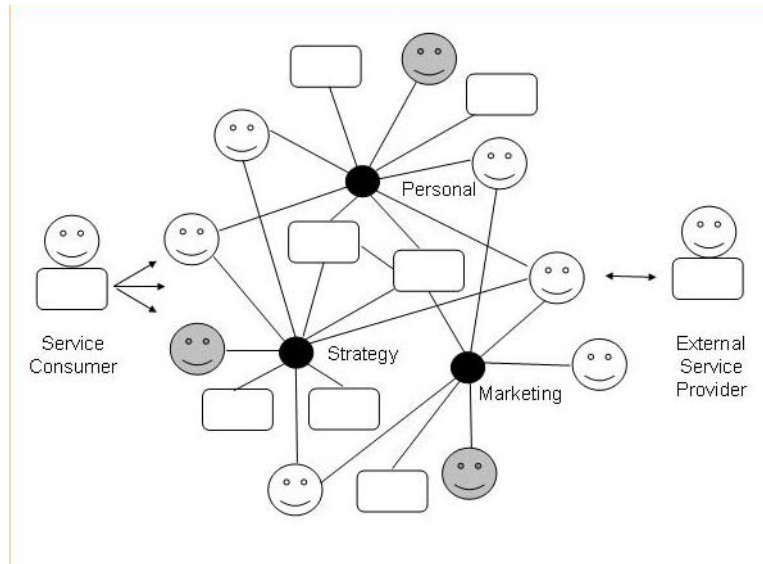 Personal
Service
Consumer
Strategy
Marketing
External
Service
Provider